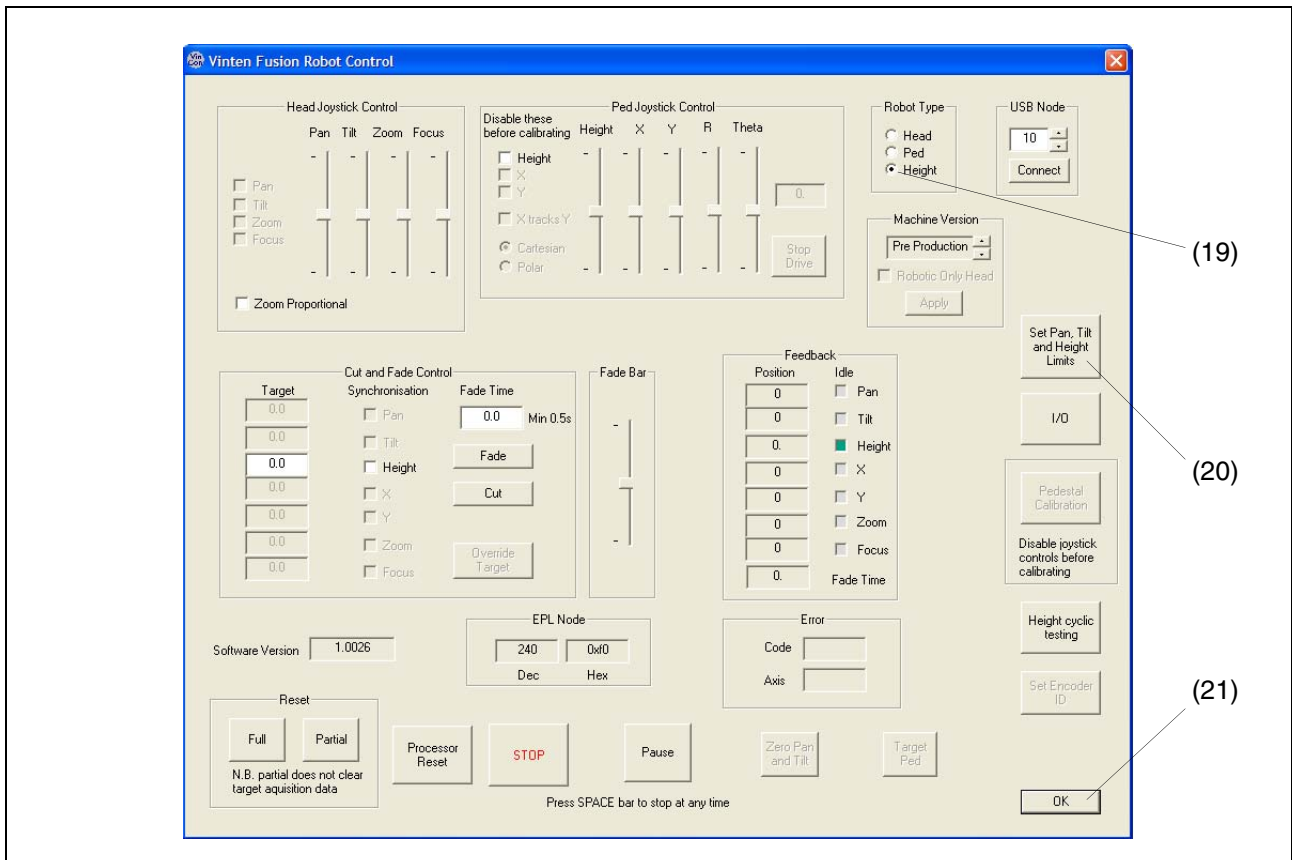 Vin
ten
Vinten Fusion Robot Control
Head Joystick Control
Pan Tilt Zoom Focus
Pan
Tilt
Zoom
Focus
Zoom Proportional
Ped Joystick Control
Disable these
before calibrating
Height X Y R Theta
Height
X
Y
X tracks Y
Cartesian
Polar
0.
Stop
Drive
Robot Type
Head
Ped
Height
USB Node
10
Connect
(19)
Machine Version
Pre Production
Robotic Only Head
Apply
Set Pan, Tilt
and Height
Limits
(20)
I/O
Pedestal
Calibration
Disable joystick
controls before
calibrating
Cut and Fade Control
Target Synchronisation Fade Time
0.0 Pan 0.0 Min 0.5s
0.0 Tilt
0.0 Height Fade
0.0 X Cut
0.0 Y
0.0 Zoom
0.0 Focus
Override
Target
Fade Bar
Feedback
Position Idle
0 Pan
0 Tilt
0. Height
0 X
0 Y
0 Zoom
0 Focus
0. Fade Time
Software Version 1.0026
EPL Node
240 0xf0
Dec Hex
Error
Code
Axis
Height cyclic
testing
Set Encoder
ID
(21)
Reset
Full Partial
N.B. partial does not clear
target aquisition data
Processor
Reset
STOP
Pause
Zero Pan
and Tilt
Target
Ped
Press SPACE bar to stop at any time
OK